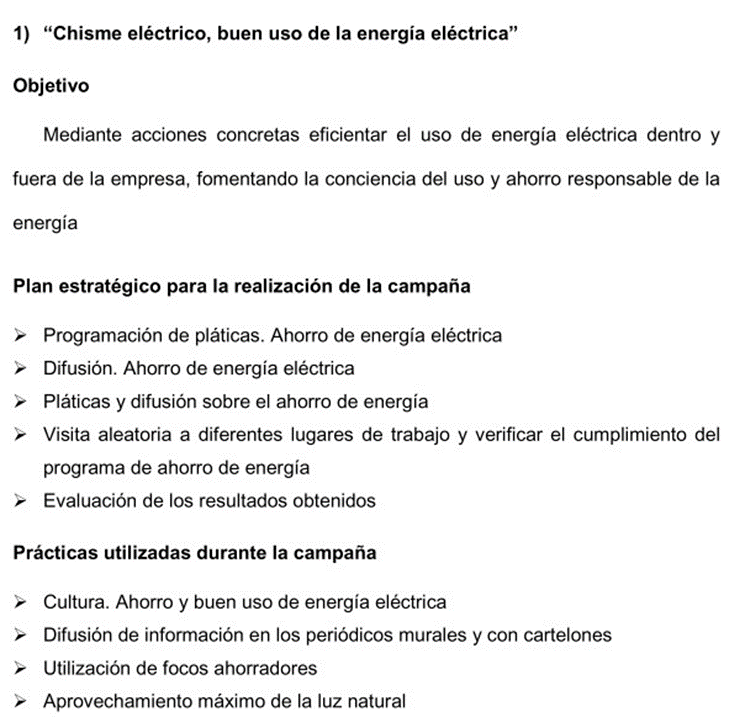 1) “Chisme eléctrico, buen uso de la energía eléctrica”
Objetivo
Mediante acciones concretas eficientar el uso de energía eléctrica dentro y
fuera de la empresa, fomentando la conciencia del uso y ahorro responsable de la
energía
Plan estratégico para la realización de la campaña
➢ Programación de pláticas. Ahorro de energía eléctrica
➢ Difusión. Ahorro de energía eléctrica
➢ Pláticas y difusión sobre el ahorro de energía
➢ Visita aleatoria a diferentes lugares de trabajo y verificar el cumplimiento del
programa de ahorro de energía
➢ Evaluación de los resultados obtenidos
Prácticas utilizadas durante la campaña
➢ Cultura. Ahorro y buen uso de energía eléctrica
➢ Difusión de información en los periódicos murales y con cartelones
➢ Utilización de focos ahorradores
➢ Aprovechamiento máximo de la luz natural